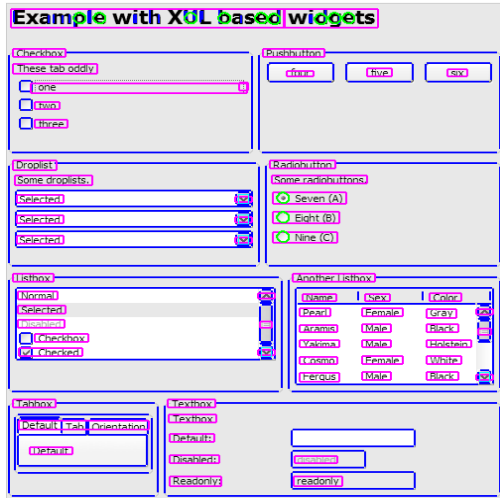 Example with XUL based widgets
Checkbox
These tab oddly
one
two
three
Pushbutton
four five six
Droplist
Some droplists.
Selected
Selected
Selected
Radiobutton
Some radiobuttons
Seven (A)
Eight (B)
Nine (C)
Listbox
Normal
Selected
Disabled
Checkbox
Checked
Another Listbox
Name Sex Color
Pearl Female Gray
Aramis Male Black
Yakima Male Holstein
Cosmo Female White
Fergus Male Black
Tabbox
Default Tab Orientation
Default
Textbox
Textbox
Default:
Disabled: disabled
Readonly: readonly